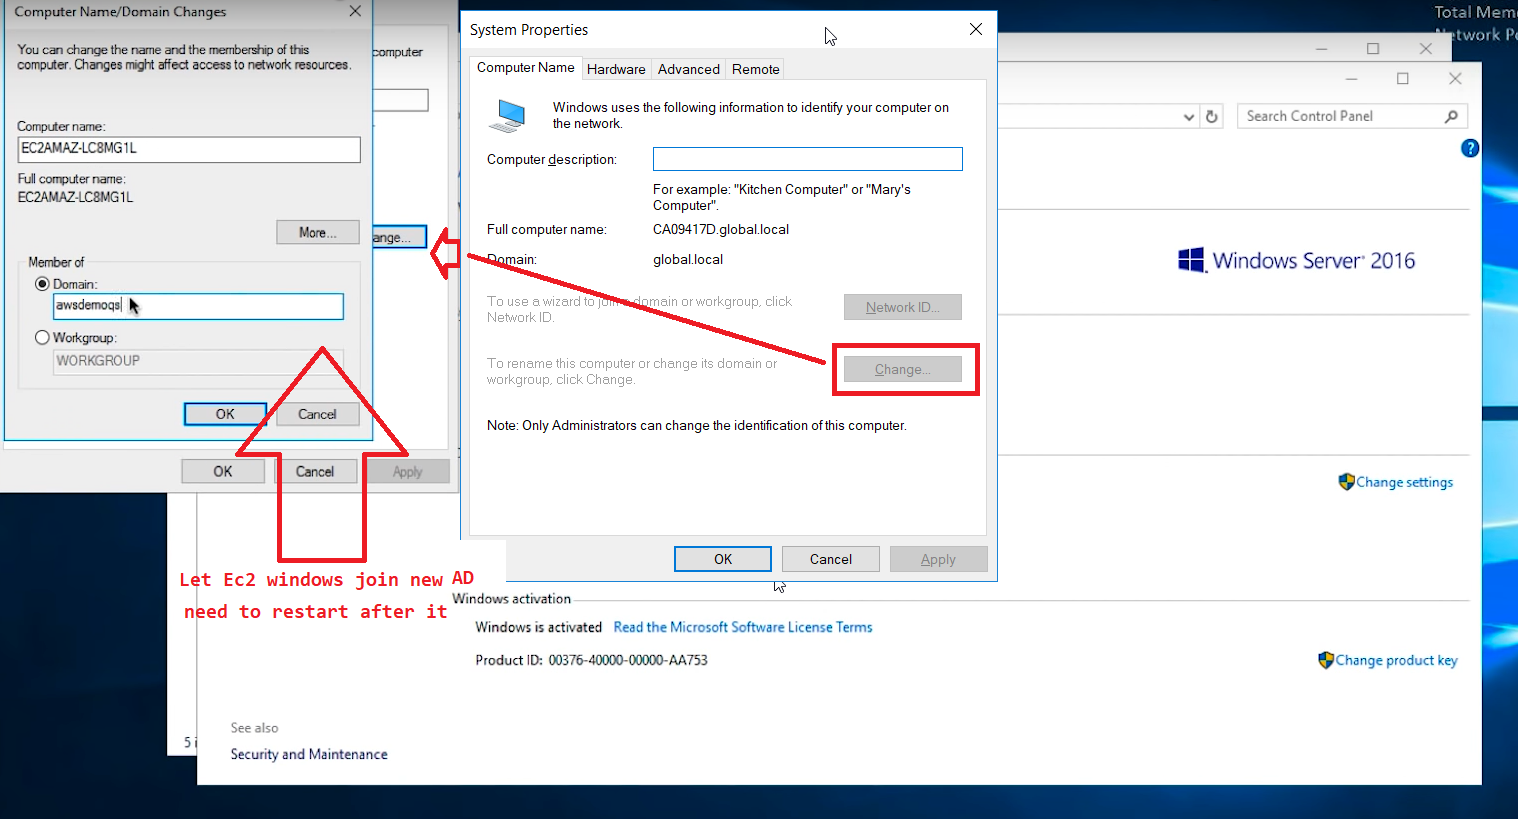 Computer Name/Domain Changes
You can change the name and the membership of this
computer. Changes might affect access to network resources.
Computer name:
EC2AMAZ-LC8MG1L
Full computer name:
EC2AMAZ-LC8MG1L
More...
Member of
Domain:
awsdemoqs
Workgroup:
WORKGROUP
OK Cancel
computer
OK Cancel Apply
System Properties
Computer Name Hardware Advanced Remote
Windows uses the following information to identify your computer on
the network.
Computer description:
For example: "Kitchen Computer" or "Mary's
Computer".
Full computer name: CA09417D.global.local
Domain: global.local
To use a wizard to join a domain or workgroup, click
Network ID.
Network ID...
To rename this computer or change its domain or
workgroup, click Change.
Change...
Note: Only Administrators can change the identification of this computer.
OK Cancel Apply
Let Ec2 windows join new AD
need to restart after it
Total Mem
Network P
Search Control Panel
?
Windows Server® 2016
Change settings
Windows activation
Windows is activated Read the Microsoft Software License Terms
Product ID: 00376-40000-00000-AA753
Change product key
See also
Security and Maintenance
5 i